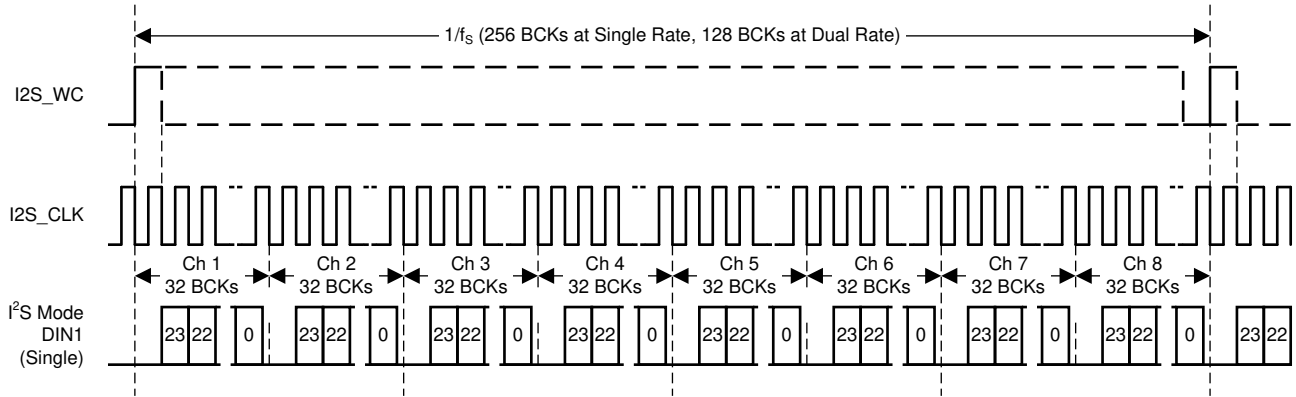 1/fS (256 BCKs at Single Rate, 128 BCKs at Dual Rate)
I2S_WC
I2S_CLK
Ch 1 Ch 2 Ch 3 Ch 4 Ch 5 Ch 6 Ch 7 Ch 8
32 BCKs 32 BCKs 32 BCKs 32 BCKs 32 BCKs 32 BCKs 32 BCKs 32 BCKs
I²S Mode
DIN1
(Single)
23 22 0 23 22 0 23 22 0 23 22 0 23 22 0 23 22 0 23 22 0 23 22 0 23 22